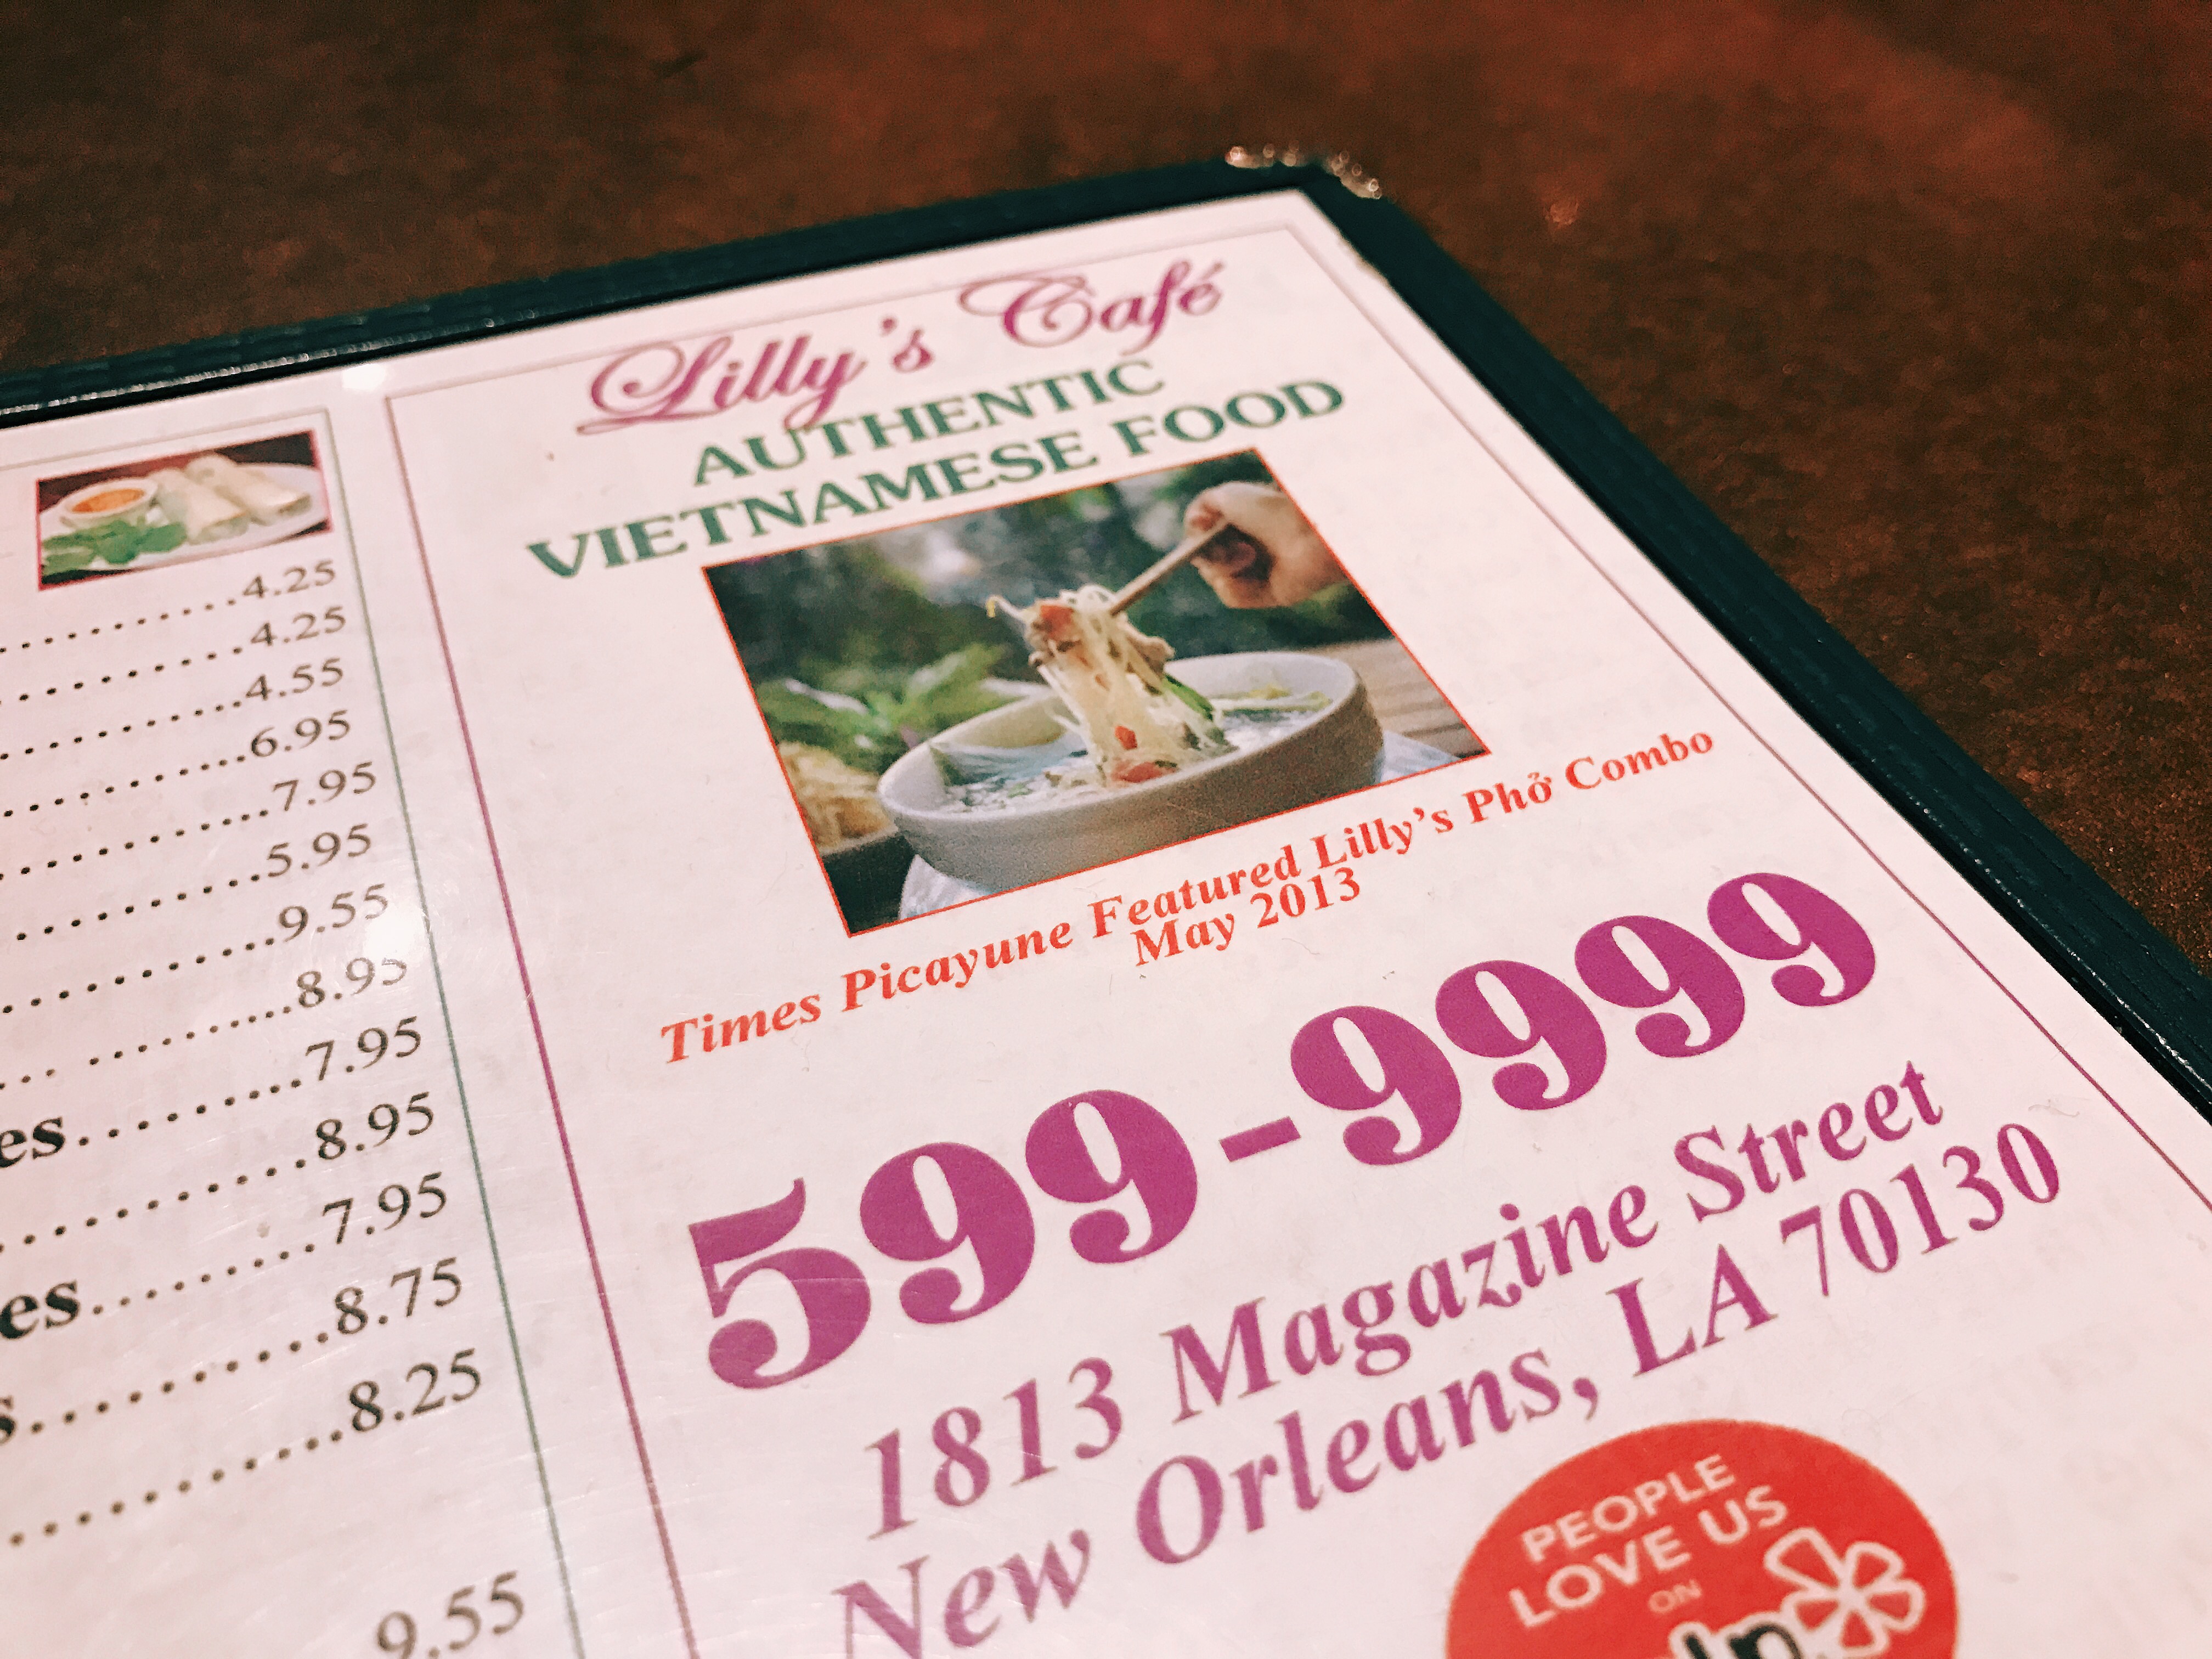 4.25
4.25
4.55
6.95
7.95
5.95
9.55
8.95
es 7.95
8.95
es 7.95
s 8.75
8.25
9.55
Lilly's Café
AUTHENTIC
VIETNAMESE FOOD
Times Picayune Featured Lilly's Phở Combo
May 2013
599-9999
1813 Magazine Street
New Orleans, LA 70130
PEOPLE
LOVE US
ON